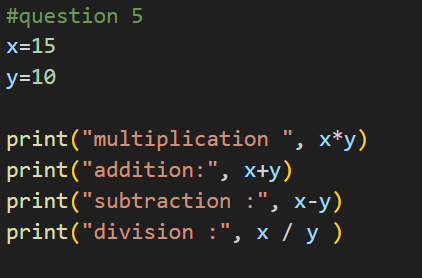 #question 5
x=15
y=10
print("multiplication ", x*y)
print("addition:", x+y)
print("subtraction :", x-y)
print("division :", x / y )